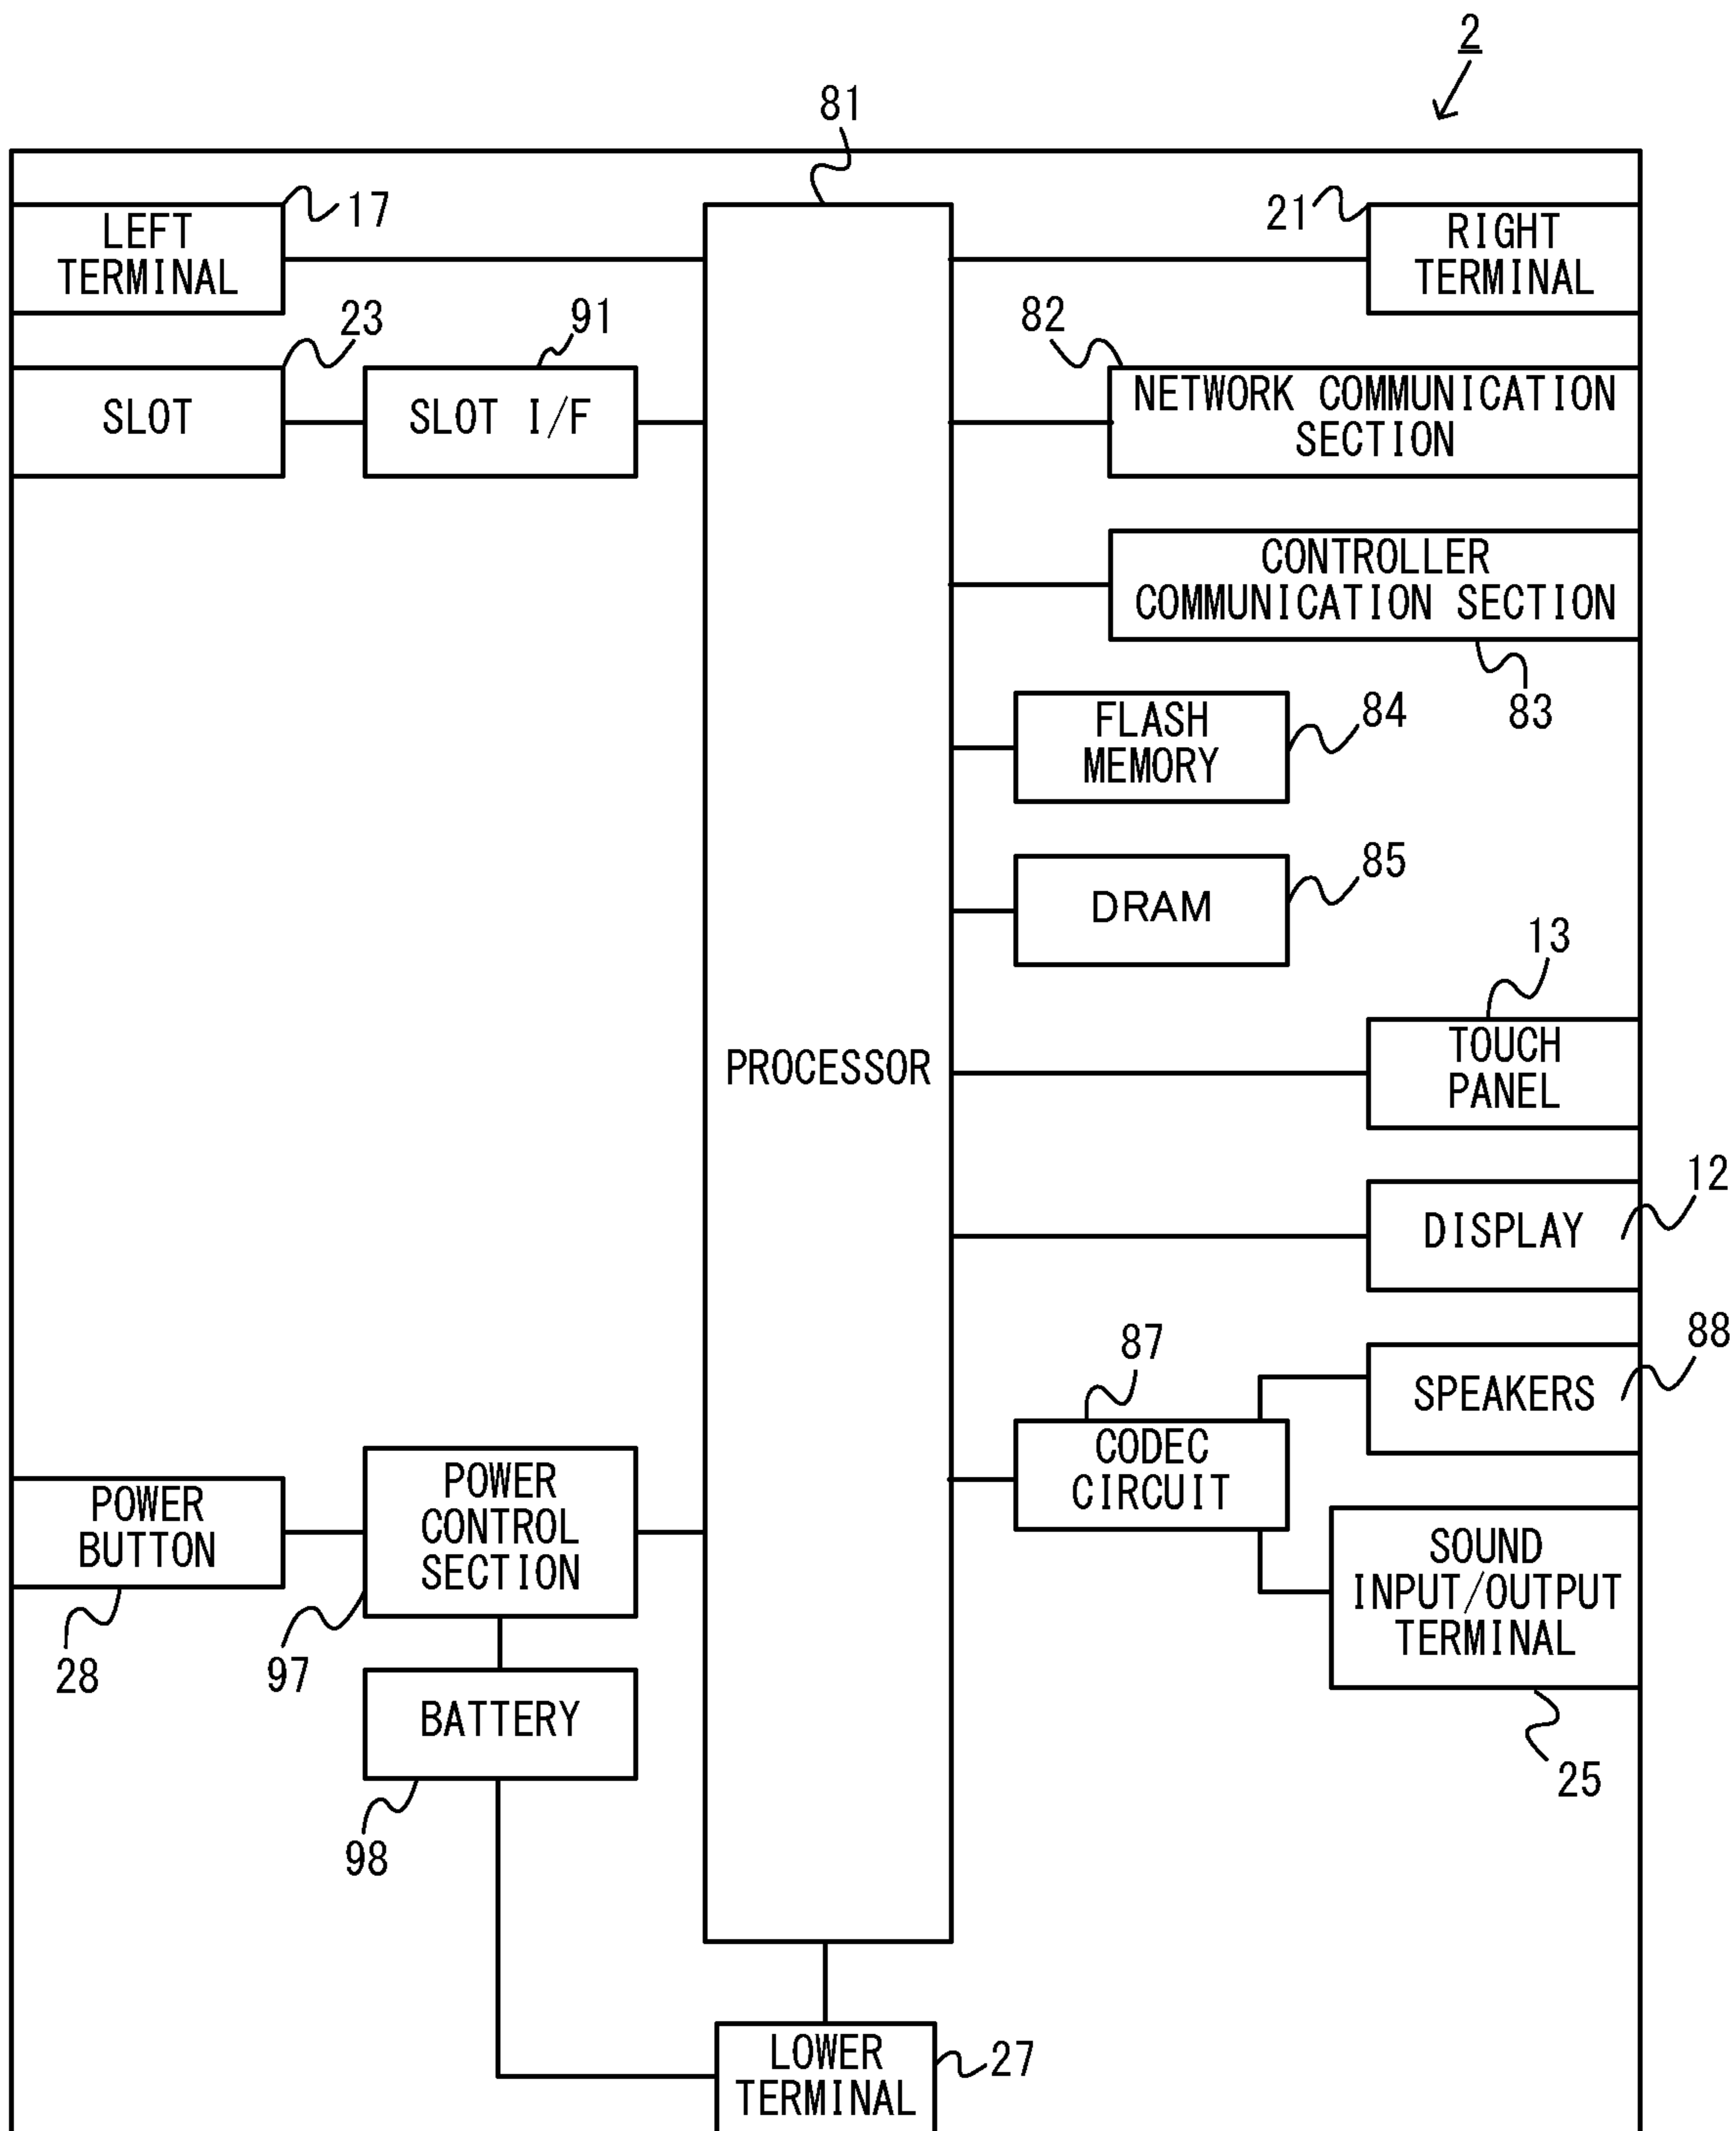 2
81
LEFT
TERMINAL
17
21
RIGHT
TERMINAL
23
91
82
SLOT
SLOT I/F
NETWORK COMMUNICATION
SECTION
CONTROLLER
COMMUNICATION SECTION
83
FLASH
MEMORY
84
DRAM
85
13
PROCESSOR
TOUCH
PANEL
12
DISPLAY
87
88
SPEAKERS
CODEC
CIRCUIT
POWER
BUTTON
28
POWER
CONTROL
SECTION
97
SOUND
INPUT/OUTPUT
TERMINAL
25
BATTERY
98
LOWER
TERMINAL
27